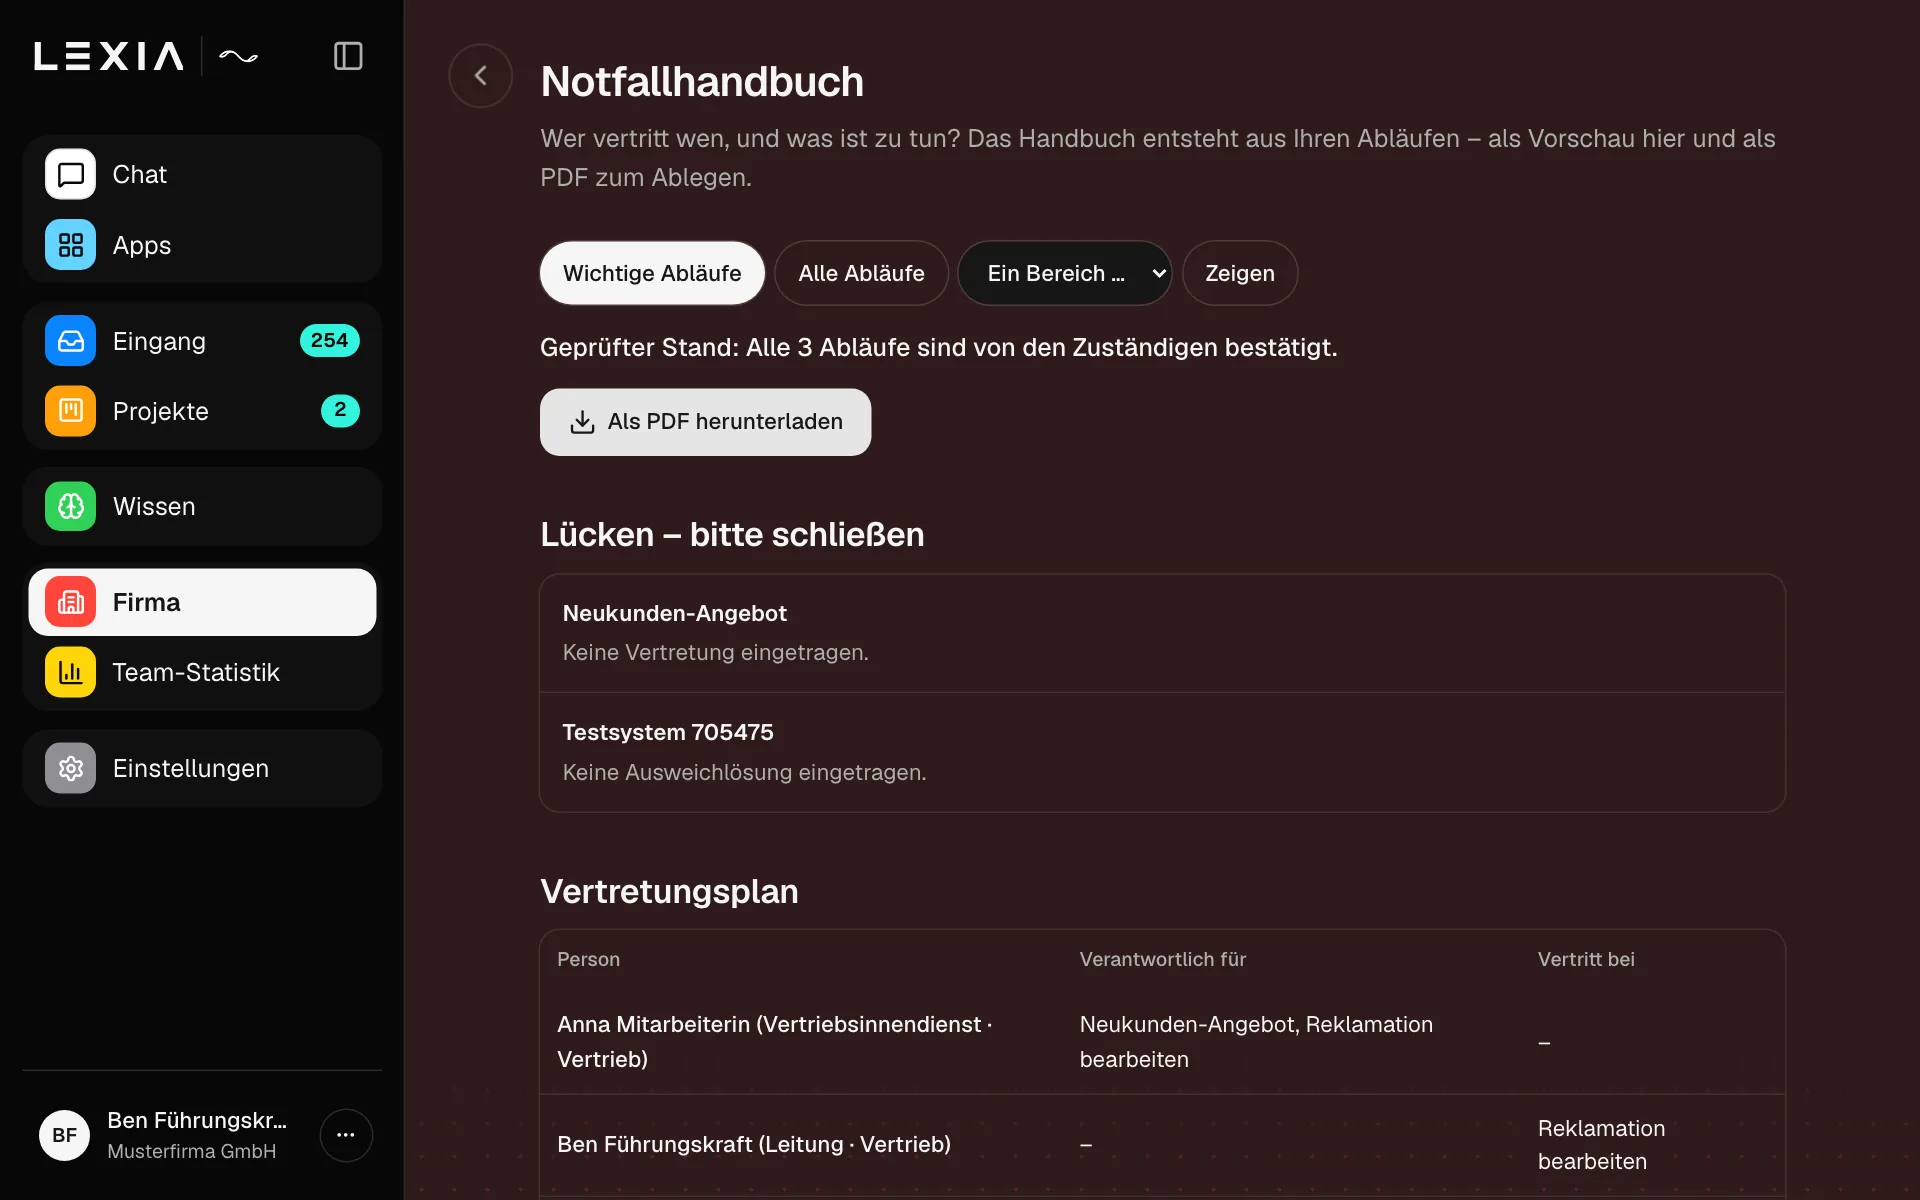 LEXIA
Chat
Apps
Eingang 254
Projekte 2
Wissen
Firma
Team-Statistik
Einstellungen
BF
Ben Führungskr...
Musterfirma GmbH
Notfallhandbuch
Wer vertritt wen, und was ist zu tun? Das Handbuch entsteht aus Ihren Abläufen – als Vorschau hier und als
PDF zum Ablegen.
Wichtige Abläufe Alle Abläufe Ein Bereich ... Zeigen
Geprüfter Stand: Alle 3 Abläufe sind von den Zuständigen bestätigt.
Als PDF herunterladen
Lücken – bitte schließen
Neukunden-Angebot
Keine Vertretung eingetragen.
Testsystem 705475
Keine Ausweichlösung eingetragen.
Vertretungsplan
Person Verantwortlich für Vertritt bei
Anna Mitarbeiterin (Vertriebsinnendienst ·
Vertrieb)
Neukunden-Angebot, Reklamation
bearbeiten
–
Ben Führungskraft (Leitung · Vertrieb)
–
Reklamation
bearbeiten